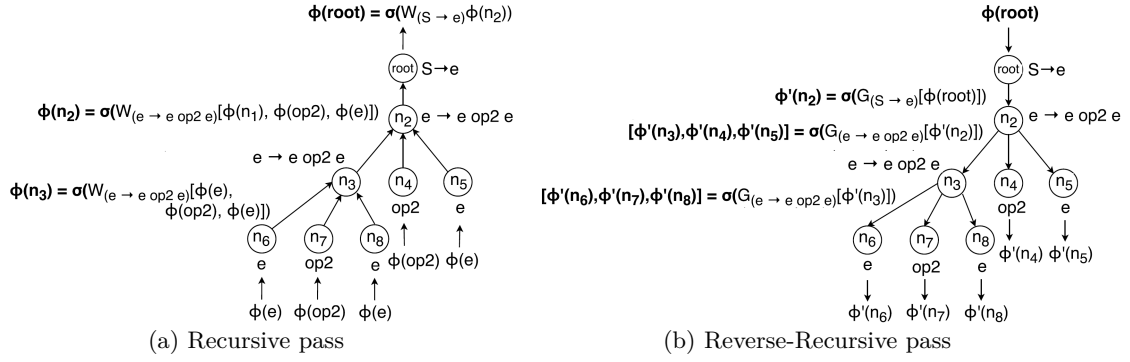 ϕ(root) = σ(W(S → e)ϕ(n2))
root S→e
ϕ(n2) = σ(W(e → e op2 e)[ϕ(n1), ϕ(op2), ϕ(e)])
n2 e → e op2 e
e → e op2 e
ϕ(n3) = σ(W(e → e op2 e)[ϕ(e),
ϕ(op2), ϕ(e)])
n3 n4 n5
op2 e
n6 n7 n8
e op2 e
ϕ(op2) ϕ(e)
ϕ(e) ϕ(op2) ϕ(e)
(a) Recursive pass
ϕ(root)
root S→e
ϕ'(n2) = σ(G(S → e)[ϕ(root)])
n2 e → e op2 e
[ϕ'(n3),ϕ'(n4),ϕ'(n5)] = σ(G(e → e op2 e)[ϕ'(n2)])
e → e op2 e
[ϕ'(n6),ϕ'(n7),ϕ'(n8)] = σ(G(e → e op2 e)[ϕ'(n3)])
n3 n4 n5
op2 e
n6 n7 n8
e op2 e
ϕ'(n4) ϕ'(n5)
ϕ'(n6) ϕ'(n7) ϕ'(n8)
(b) Reverse-Recursive pass